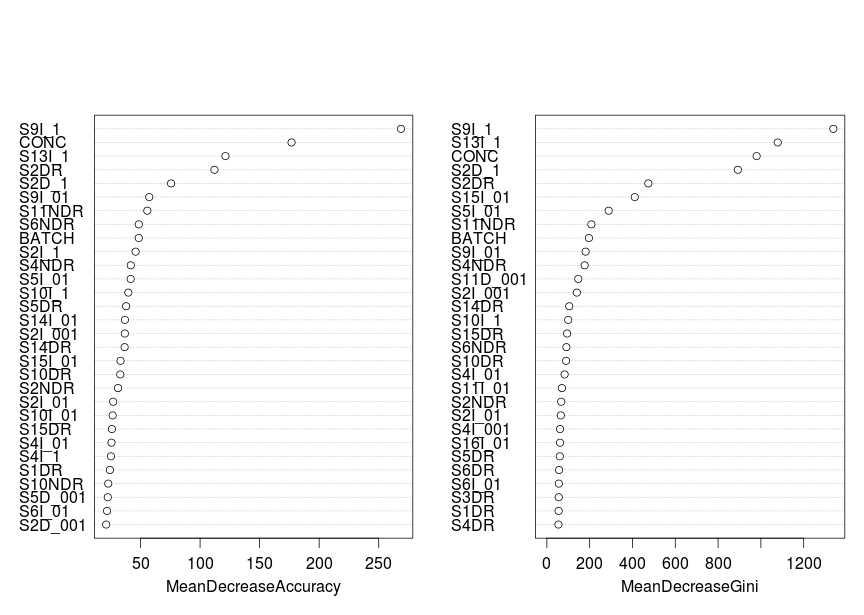 S9I_1
CONC
S13I_1
S2DR
S2D_1
S9I_01
S11NDR
S6NDR
BATCH
S2I_1
S4NDR
S5I_01
S10I_1
S5DR
S14I_01
S2I_001
S14DR
S15I_01
S10DR
S2NDR
S2I_01
S10I_01
S15DR
S4I_01
S4I_1
S1DR
S10NDR
S5D_001
S6I_01
S2D_001
50 100 150 200 250
MeanDecreaseAccuracy
S9I_1
S13I_1
CONC
S2D_1
S2DR
S15I_01
S5I_01
S11NDR
BATCH
S9I_01
S4NDR
S11D_001
S2I_001
S14DR
S10I_1
S15DR
S6NDR
S10DR
S4I_01
S11I_01
S2NDR
S2I_01
S4I_001
S16I_01
S5DR
S6DR
S6I_01
S3DR
S1DR
S4DR
0 200 400 600 800 1200
MeanDecreaseGini